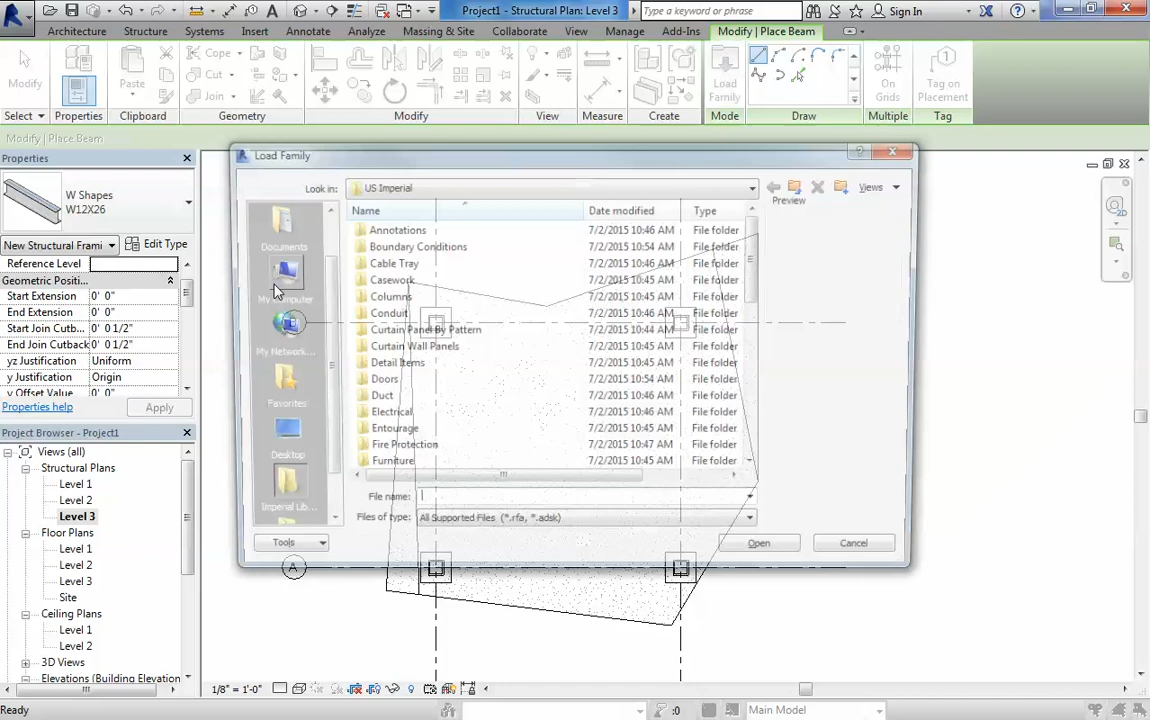 Project1 - Structural Plan: Level 3
Type a keyword or phrase
Sign In
Architecture Structure Systems Insert Annotate Analyze Massing & Site Collaborate View Manage Add-Ins Modify | Place Beam
Modify
Paste
Cope
Cut
Join
Load Family
On Grids
Tag on Placement
Select Properties Clipboard Geometry Modify View Measure Create Mode Draw Multiple Tag
Modify | Place Beam
Properties
W Shapes
W12X26
New Structural Frami
Edit Type
Reference Level
Geometric Positi...
Start Extension 0' 0"
End Extension 0' 0"
Start Join Cutb... 0' 0 1/2"
End Join Cutback 0' 0 1/2"
yz Justification Uniform
y Justification Origin
y Offset Value 0' 0"
Properties help
Apply
Project Browser - Project1
Views (all)
Structural Plans
Level 1
Level 2
Level 3
Floor Plans
Level 1
Level 2
Level 3
Site
Ceiling Plans
Level 1
Level 2
3D Views
Elevations (Building Elevation
Load Family
Look in: US Imperial
Views
Preview
Documents
My Computer
My Network...
Favorites
Desktop
Imperial Lib...
Name Date modified Type
Annotations 7/2/2015 10:46 AM File folder
Boundary Conditions 7/2/2015 10:54 AM File folder
Cable Tray 7/2/2015 10:46 AM File folder
Casework 7/2/2015 10:45 AM File folder
Columns 7/2/2015 10:45 AM File folder
Conduit 7/2/2015 10:46 AM File folder
Curtain Panel By Pattern 7/2/2015 10:44 AM File folder
Curtain Wall Panels 7/2/2015 10:45 AM File folder
Detail Items 7/2/2015 10:45 AM File folder
Doors 7/2/2015 10:54 AM File folder
Duct 7/2/2015 10:46 AM File folder
Electrical 7/2/2015 10:46 AM File folder
Entourage 7/2/2015 10:45 AM File folder
Fire Protection 7/2/2015 10:47 AM File folder
Furniture 7/2/2015 10:45 AM File folder
File name:
Files of type: All Supported Files (*.rfa, *.adsk)
Tools
Open
Cancel
A
2D
1/8" = 1'-0"
Ready
:0
Main Model